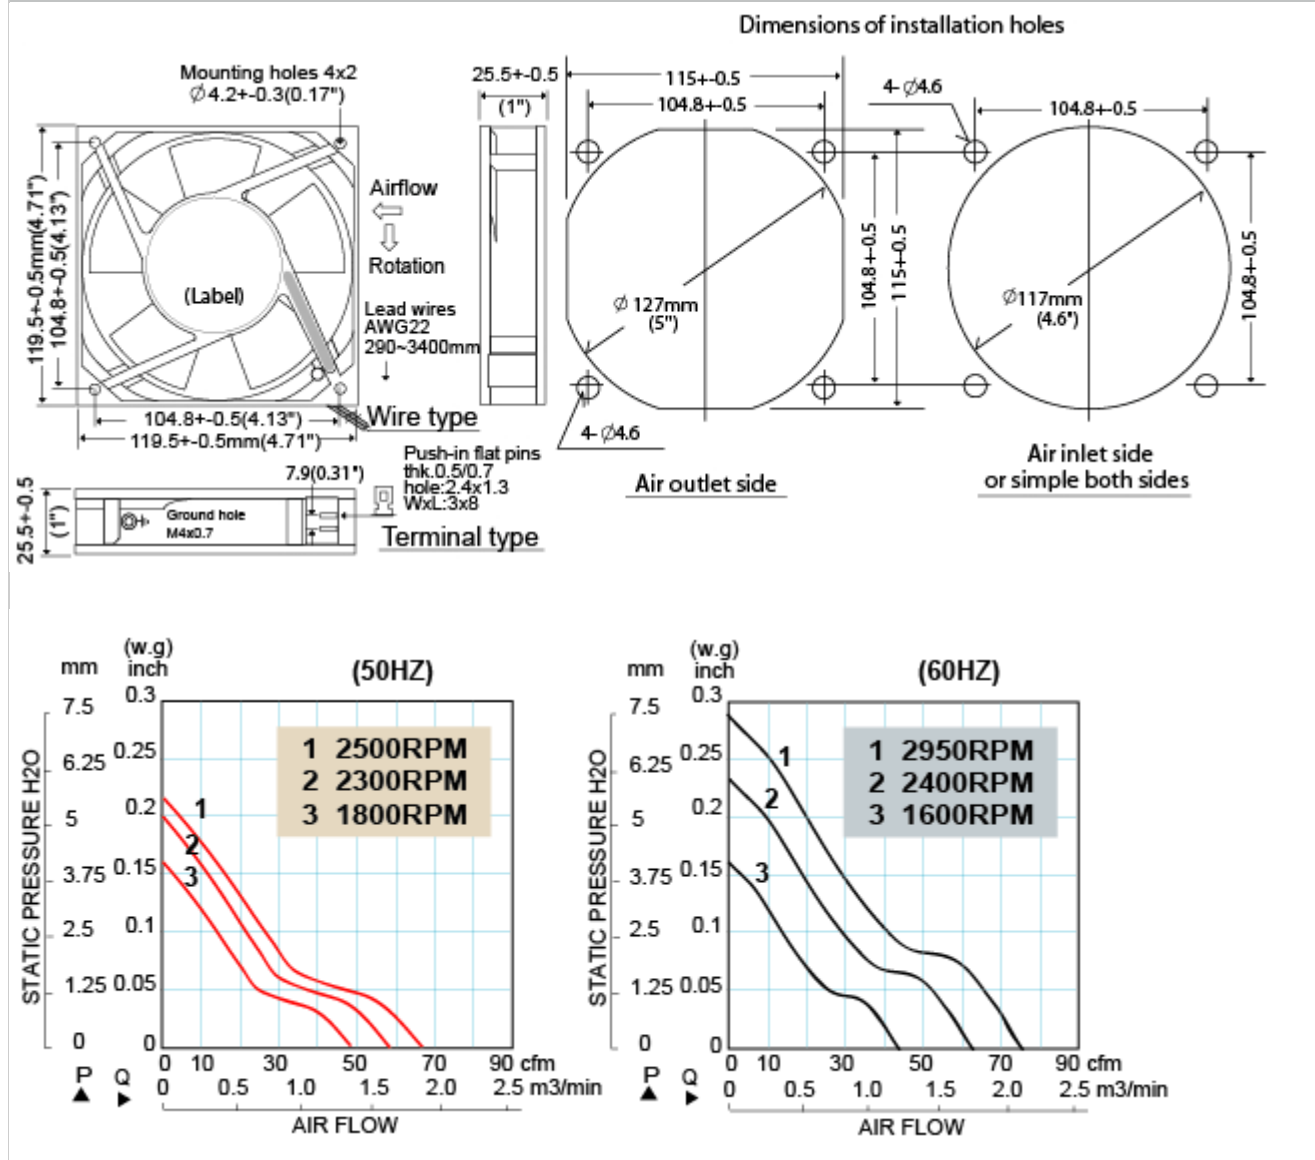 Dimensions of installation holes
Mounting holes 4x2
Ø4.2+-0.3(0.17")
25.5+-0.5
(1")
115+-0.5
104.8+-0.5
4- Ø4.6
104.8+-0.5
119.5+-0.5mm(4.71")
104.8+-0.5(4.13")
Airflow
Rotation
(Label)
Lead wires
AWG22
290~3400mm
Ø 127mm
(5")
104.8+-0.5
115+-0.5
Ø117mm
(4.6")
104.8+-0.5
104.8+-0.5(4.13")
119.5+-0.5mm(4.71")
Wire type
4- Ø4.6
Air outlet side
Air inlet side
or simple both sides
25.5+-0.5
(1")
Ground hole
M4x0.7
7.9(0.31")
Push-in flat pins
thk.0.5/0.7
hole:2.4x1.3
WxL:3x8
Terminal type
(50HZ)
mm
(w.g)
inch
STATIC PRESSURE H2O
7.5
6.25
5
3.75
2.5
1.25
0
0.3
0.25
0.2
0.15
0.1
0.05
0
1 2500RPM
2 2300RPM
3 1800RPM
1
2
3
P
Q
0 10 30 50 70 90 cfm
0 0.5 1.0 1.5 2.0 2.5 m3/min
AIR FLOW
(60HZ)
mm
(w.g)
inch
STATIC PRESSURE H2O
7.5
6.25
5
3.75
2.5
1.25
0
0.3
0.25
0.2
0.15
0.1
0.05
0
1 2950RPM
2 2400RPM
3 1600RPM
1
2
3
P
Q
0 10 30 50 70 90 cfm
0 0.5 1.0 1.5 2.0 2.5 m3/min
AIR FLOW